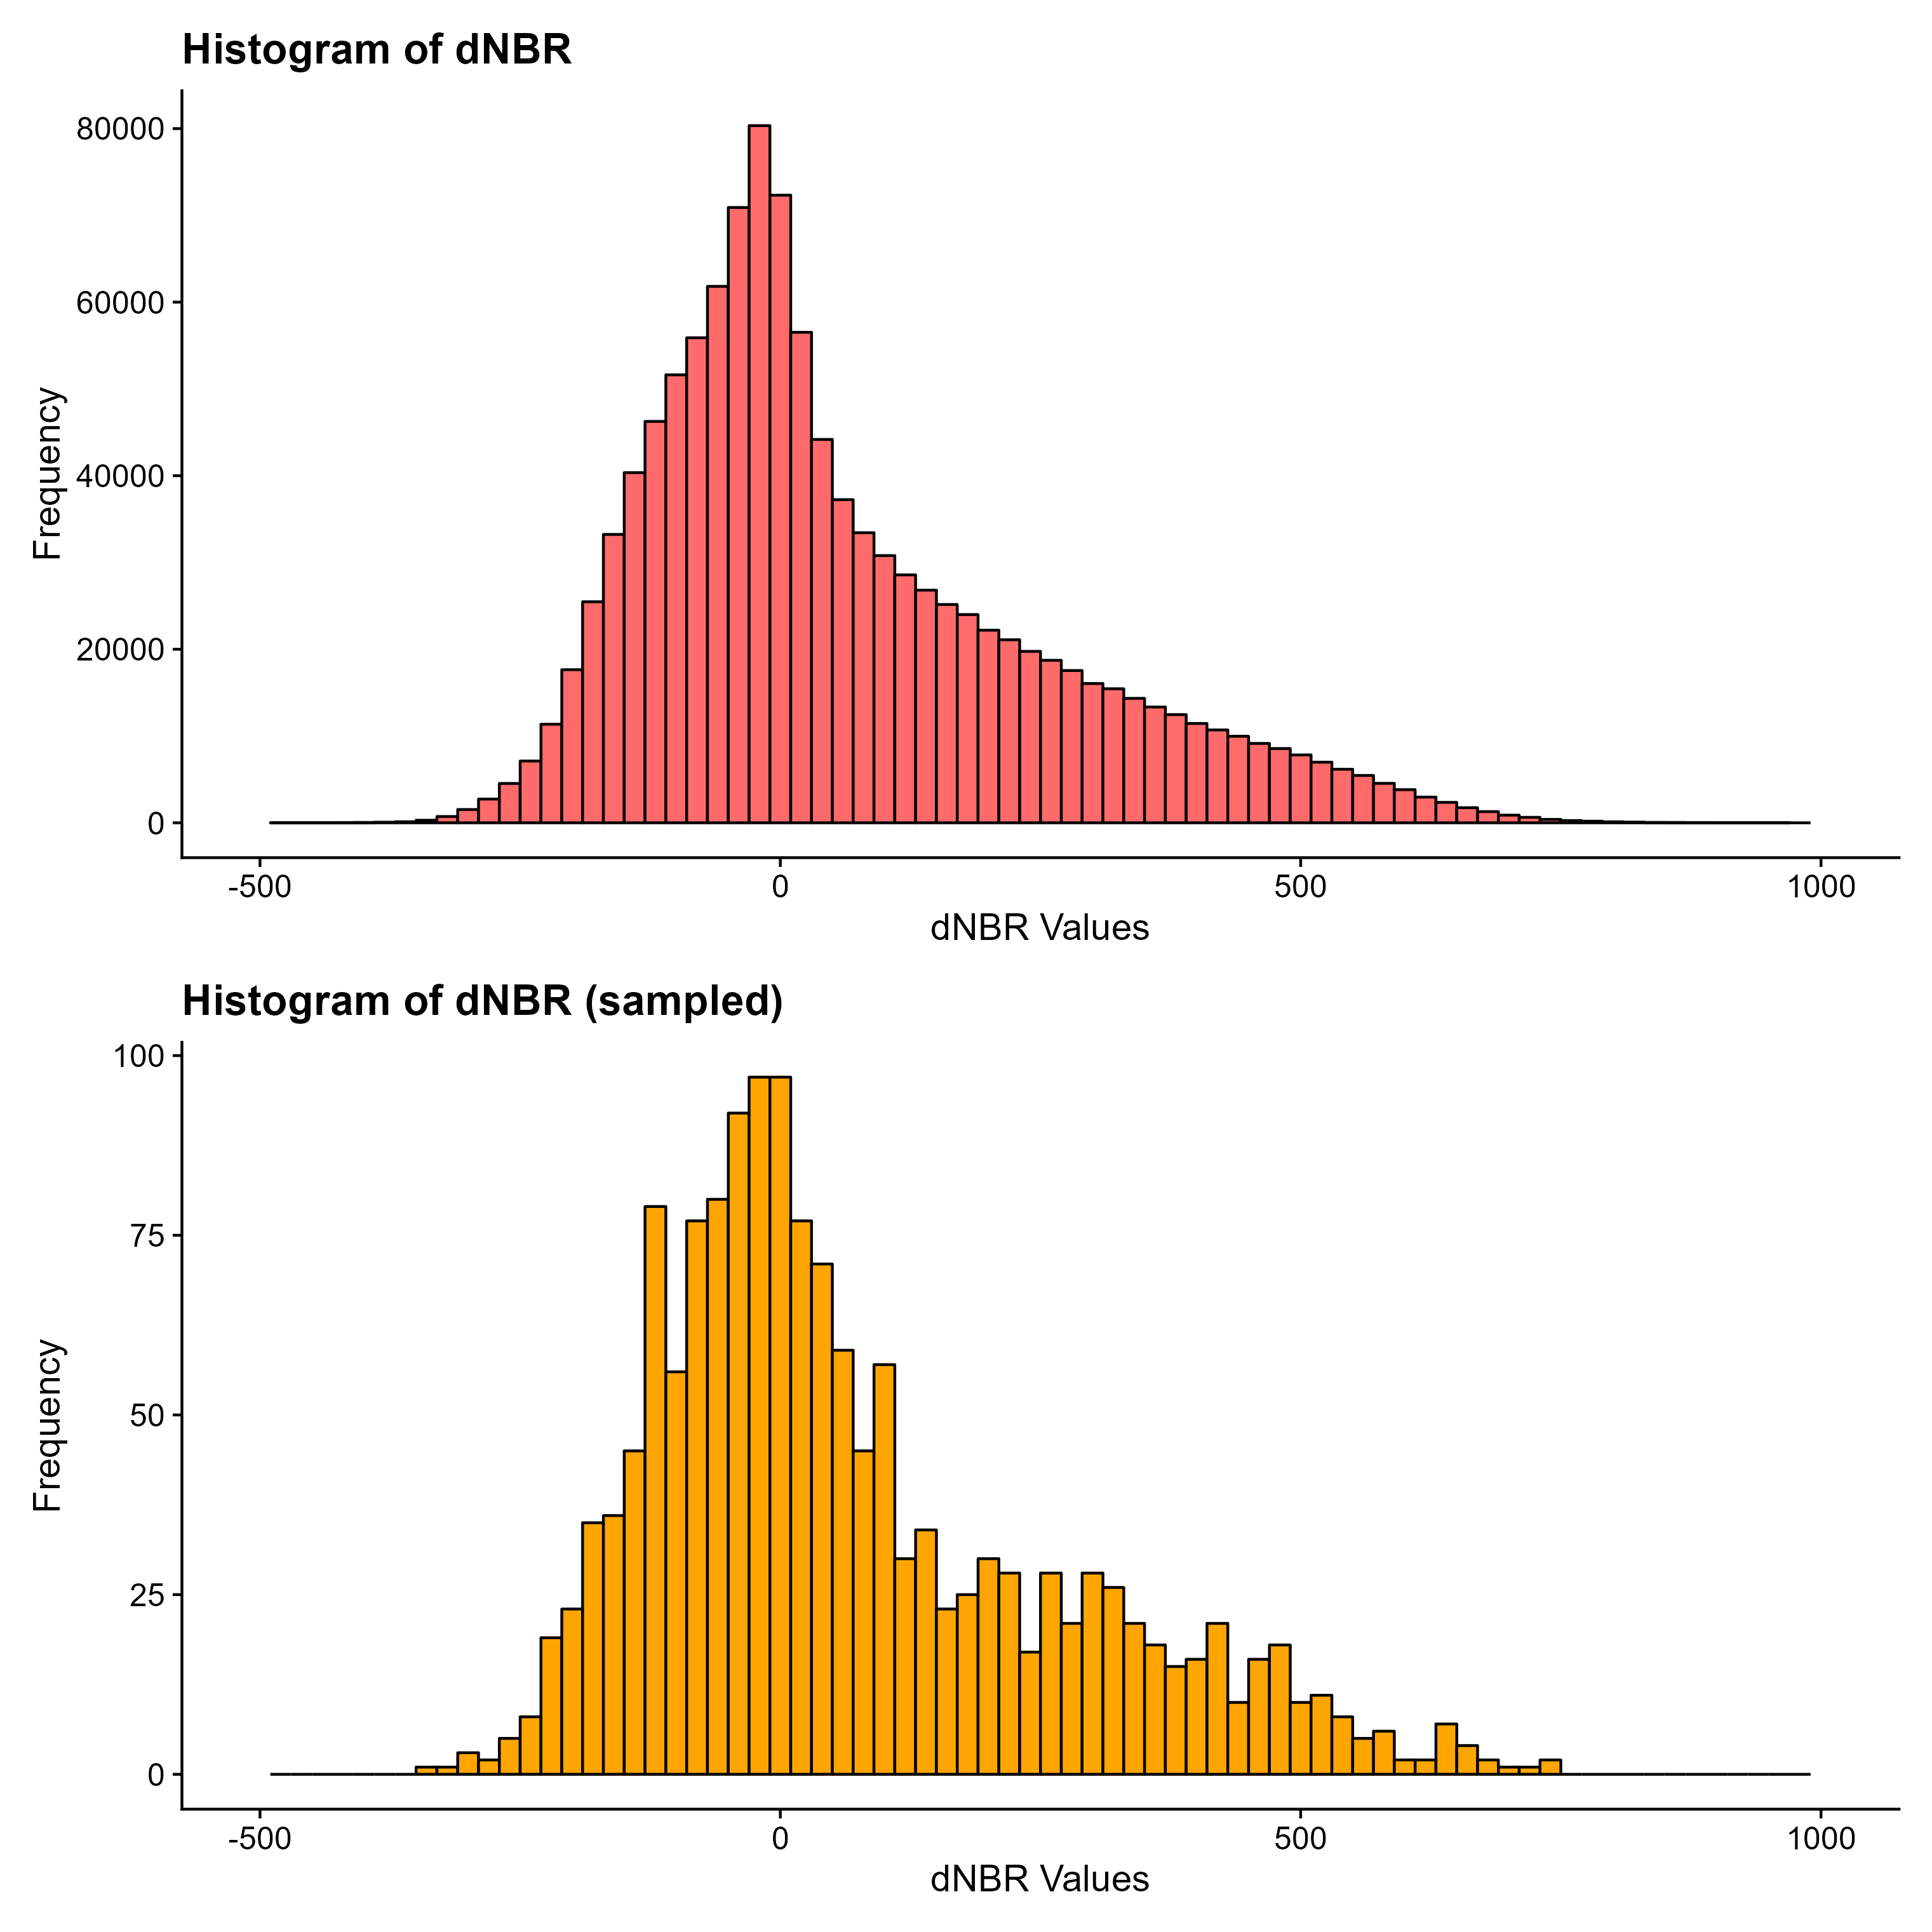 Histogram of dNBR
80000
60000
40000
20000
0
Frequency
-500 0 500 1000
dNBR Values
Histogram of dNBR (sampled)
100
75
50
25
0
Frequency
-500 0 500 1000
dNBR Values